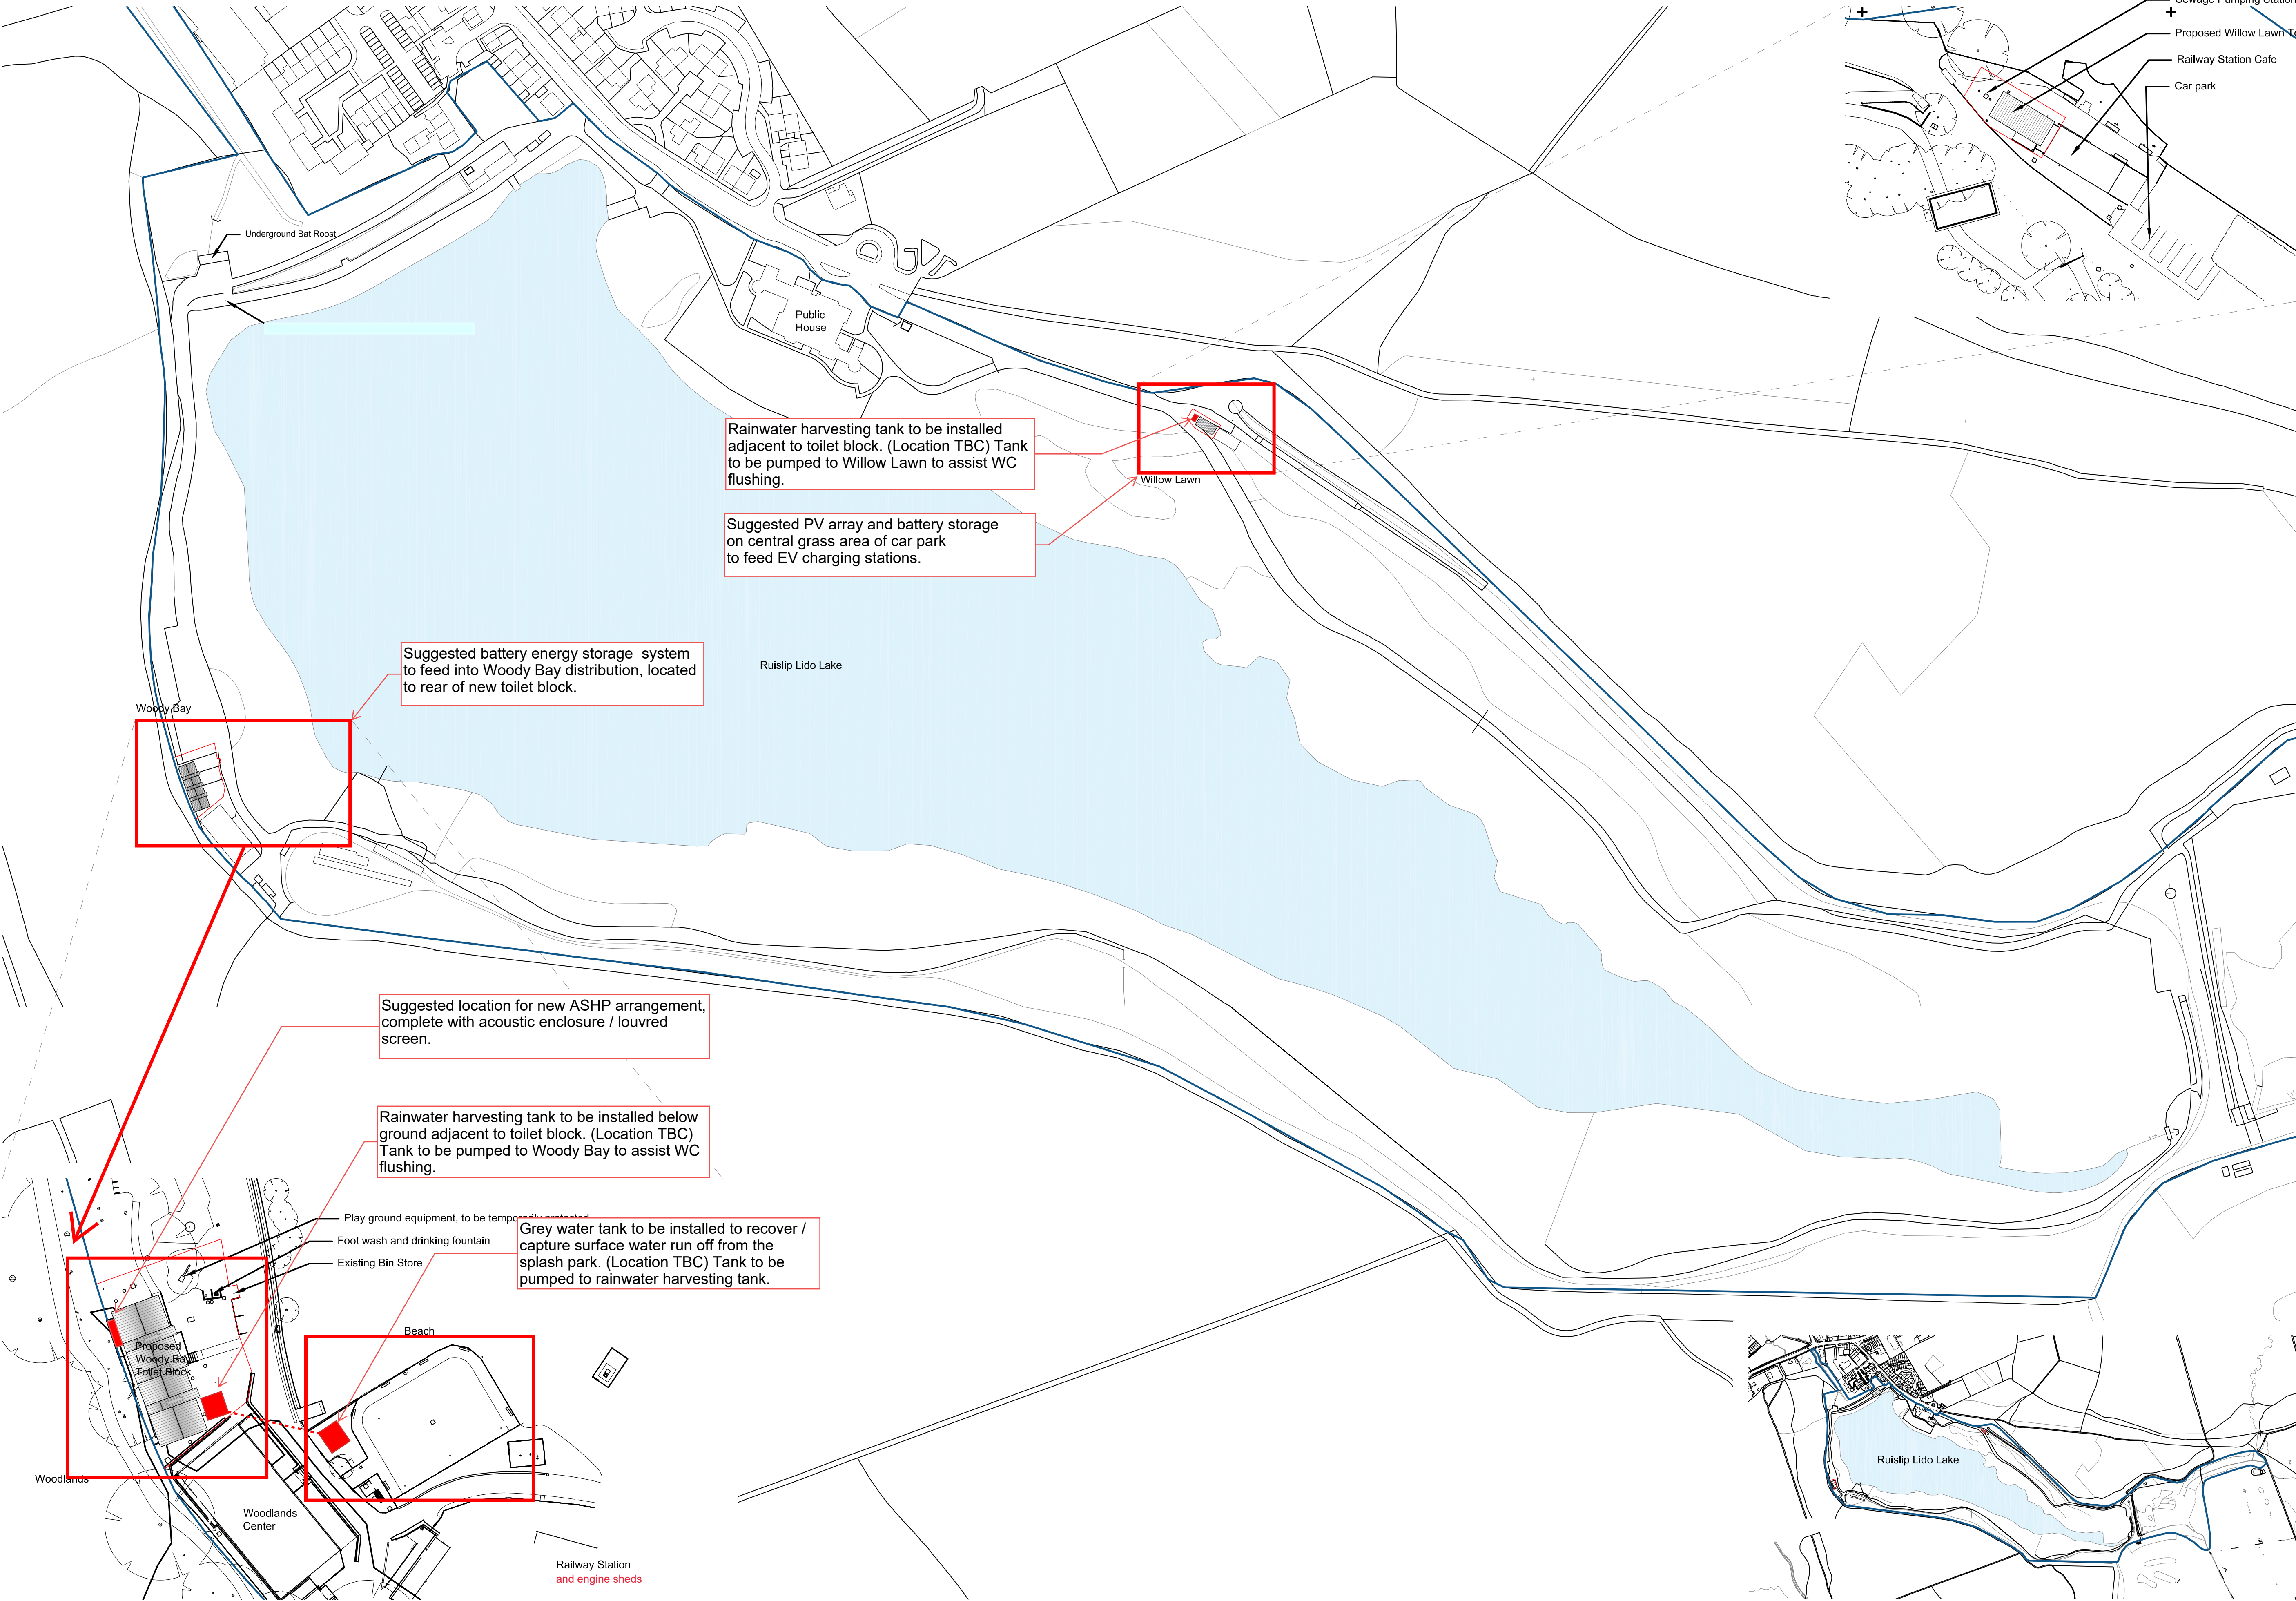 Sewage Pumping Station
Proposed Willow Lawn
Railway Station Cafe
Car park
Underground Bat Roost
Public
House
Rainwater harvesting tank to be installed
adjacent to toilet block. (Location TBC) Tank
to be pumped to Willow Lawn to assist WC
flushing.
Willow Lawn
Suggested PV array and battery storage
on central grass area of car park
to feed EV charging stations.
Suggested battery energy storage system
to feed into Woody Bay distribution, located
to rear of new toilet block.
Ruislip Lido Lake
Woody Bay
Suggested location for new ASHP arrangement,
complete with acoustic enclosure / louvred
screen.
Rainwater harvesting tank to be installed below
ground adjacent to toilet block. (Location TBC)
Tank to be pumped to Woody Bay to assist WC
flushing.
Play ground equipment, to be temporarily protected
Foot wash and drinking fountain
Existing Bin Store
Grey water tank to be installed to recover /
capture surface water run off from the
splash park. (Location TBC) Tank to be
pumped to rainwater harvesting tank.
Beach
Proposed
Woody Bay
Toilet Block
Woodlands
Woodlands
Center
Railway Station
and engine sheds
Ruislip Lido Lake